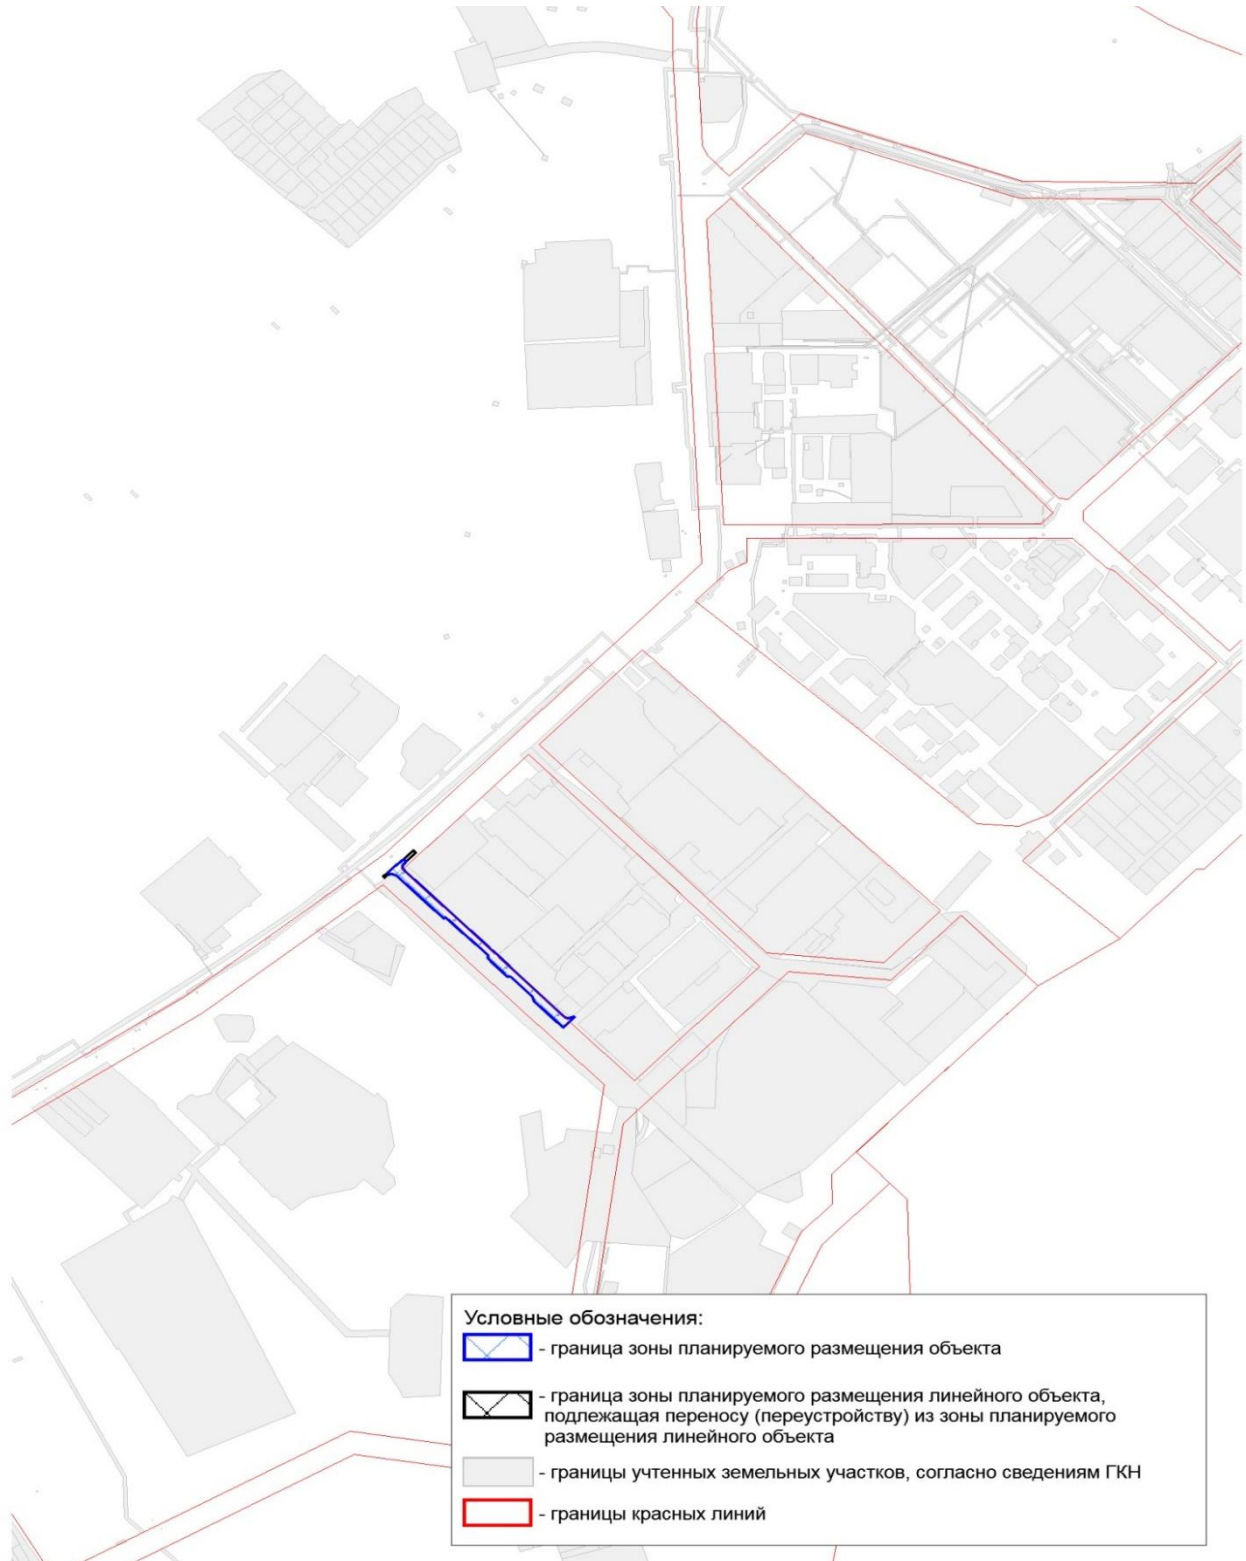 Условные обозначения:
- граница зоны планируемого размещения объекта
- граница зоны планируемого размещения линейного объекта,
подлежащая переносу (переустройству) из зоны планируемого
размещения линейного объекта
- границы учтенных земельных участков, согласно сведениям ГКН
- границы красных линий